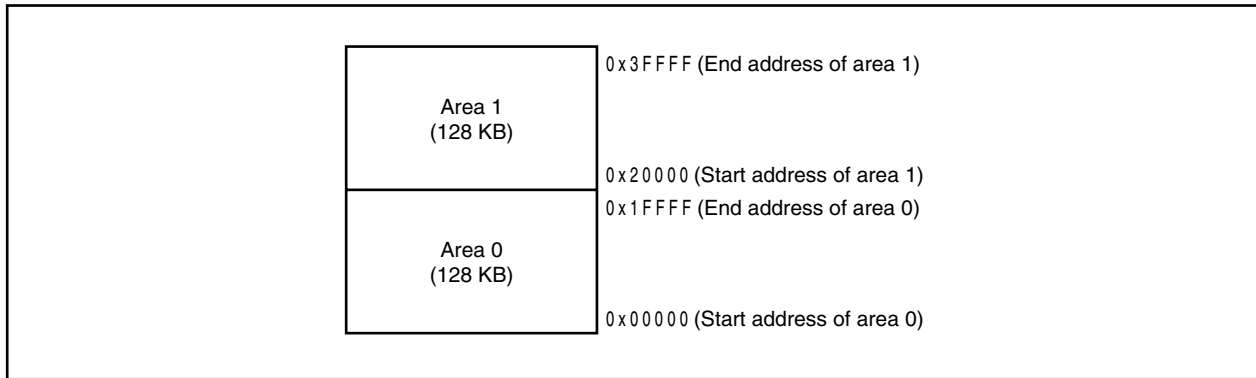 0x3FFFF (End address of area 1)
Area 1
(128 KB)
0x20000 (Start address of area 1)
0x1FFFF (End address of area 0)
Area 0
(128 KB)
0x00000 (Start address of area 0)